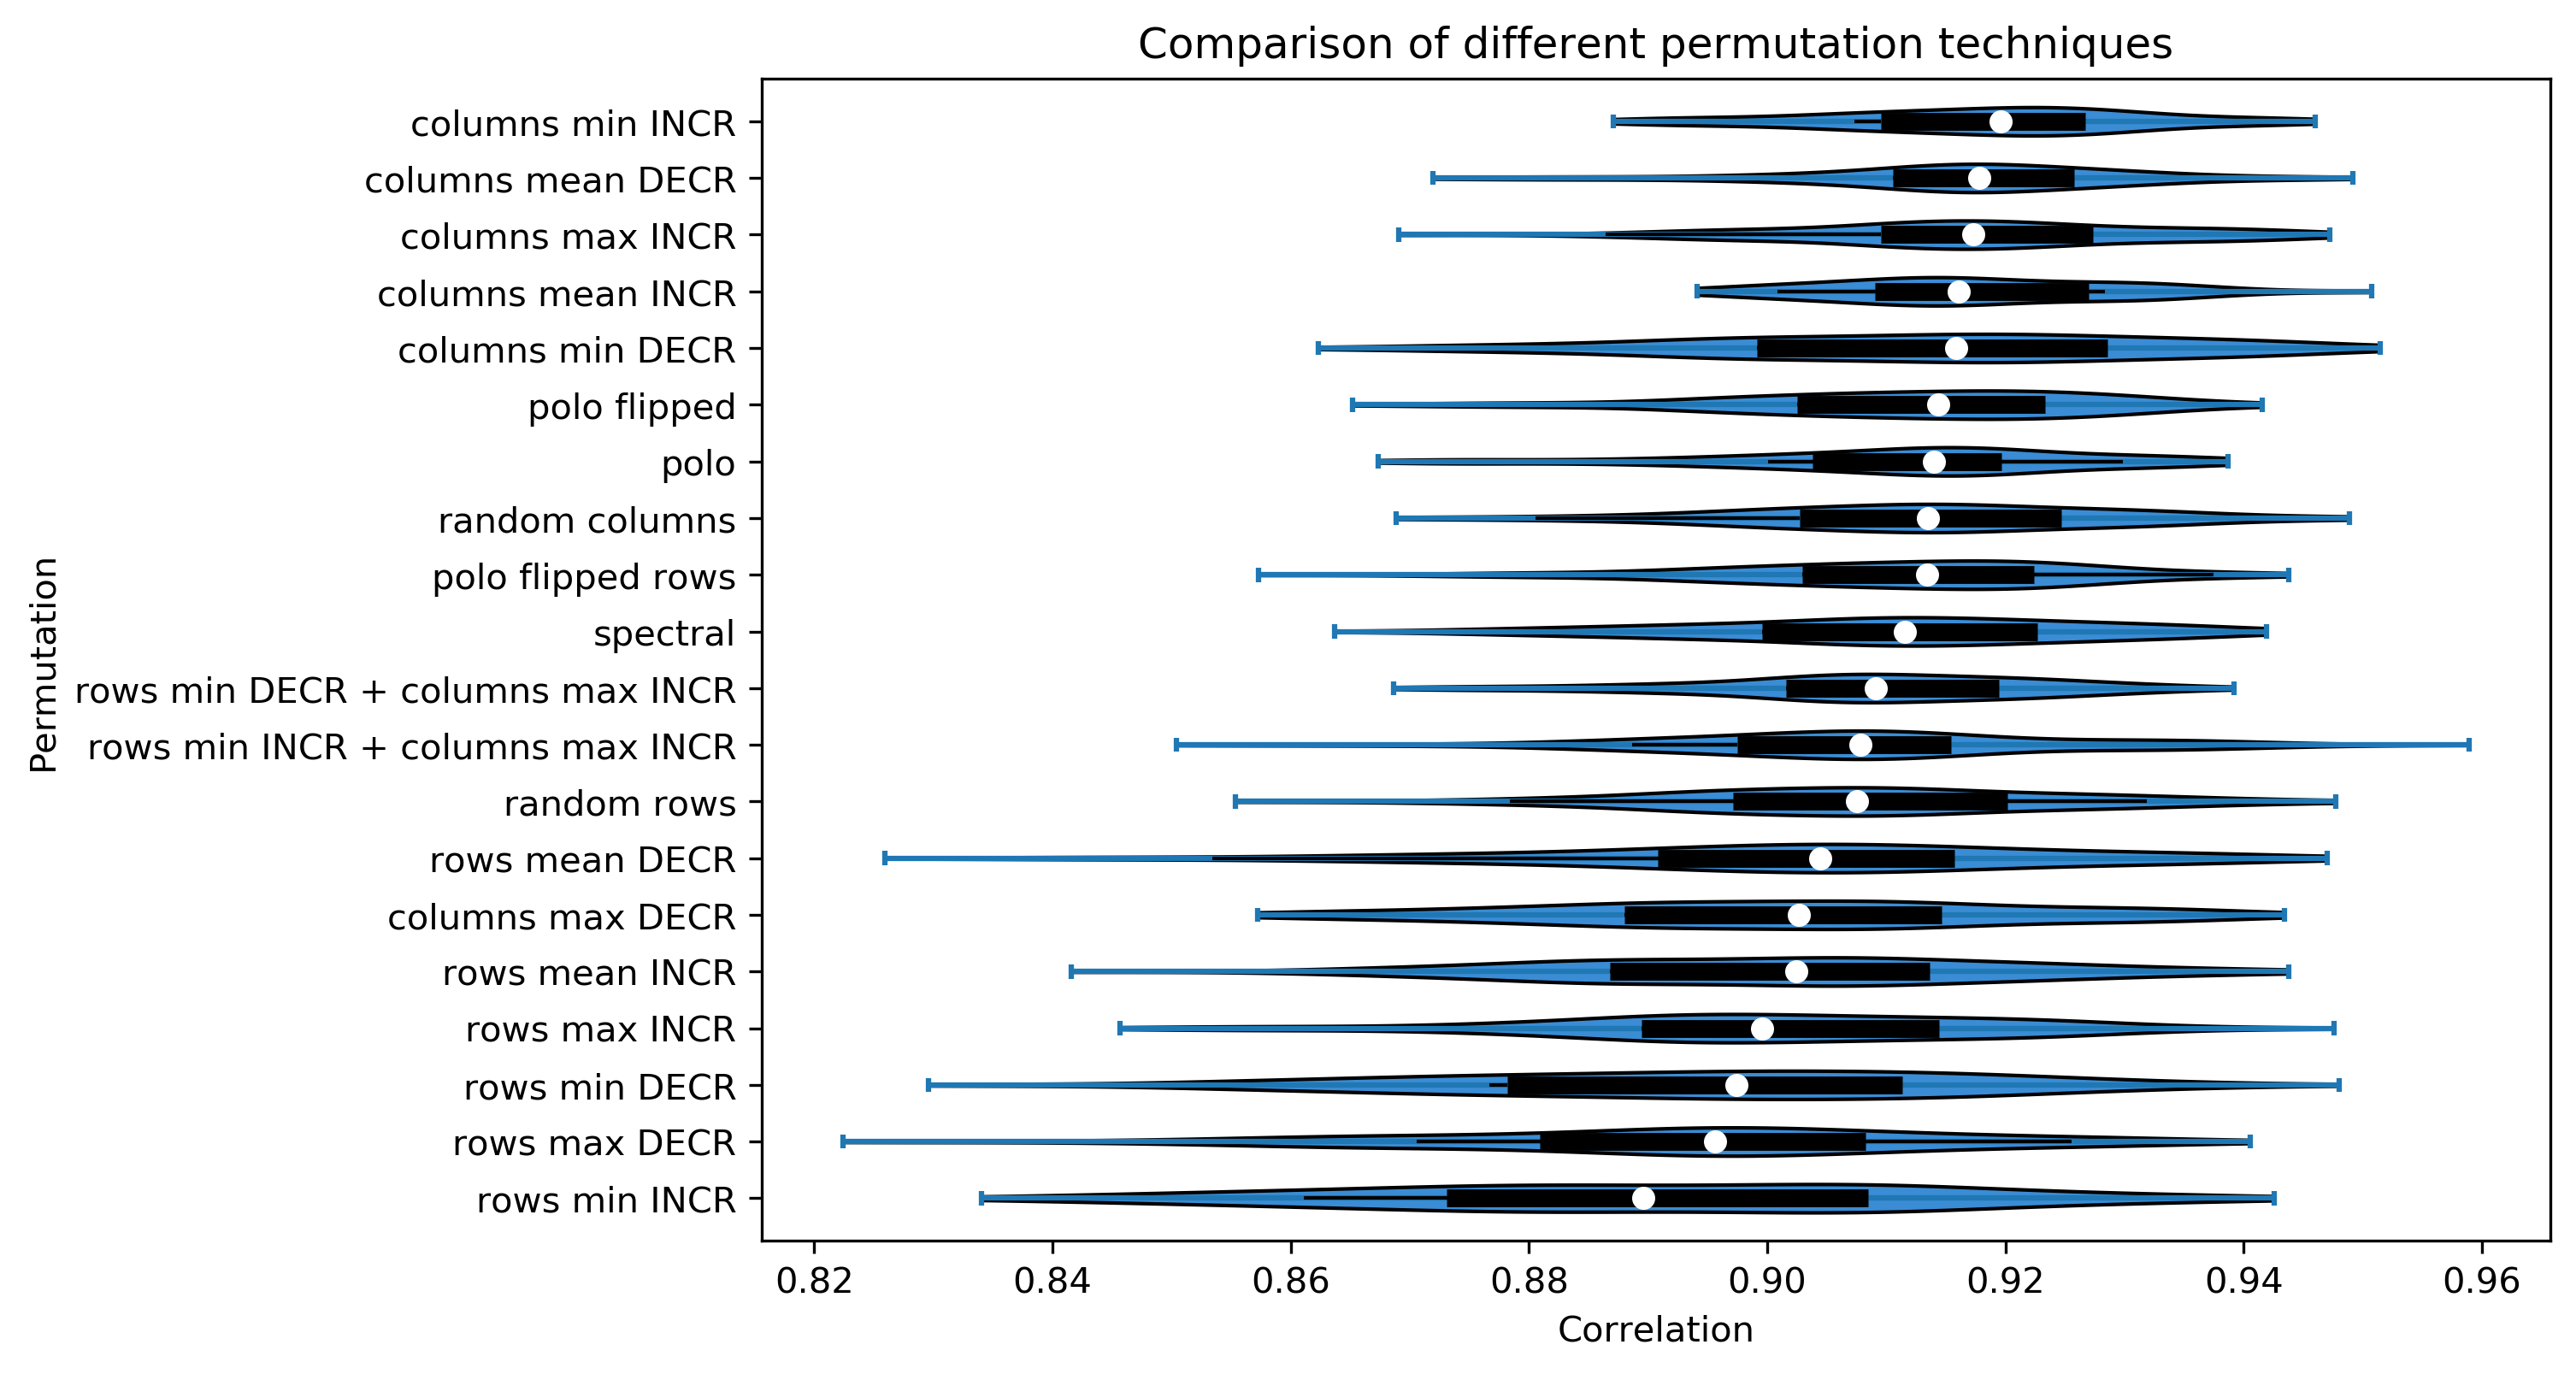 Comparison of different permutation techniques
Permutation
columns min INCR
columns mean DECR
columns max INCR
columns mean INCR
columns min DECR
polo flipped
polo
random columns
polo flipped rows
spectral
rows min DECR + columns max INCR
rows min INCR + columns max INCR
random rows
rows mean DECR
columns max DECR
rows mean INCR
rows max INCR
rows min DECR
rows max DECR
rows min INCR
0.82 0.84 0.86 0.88 0.90 0.92 0.94 0.96
Correlation